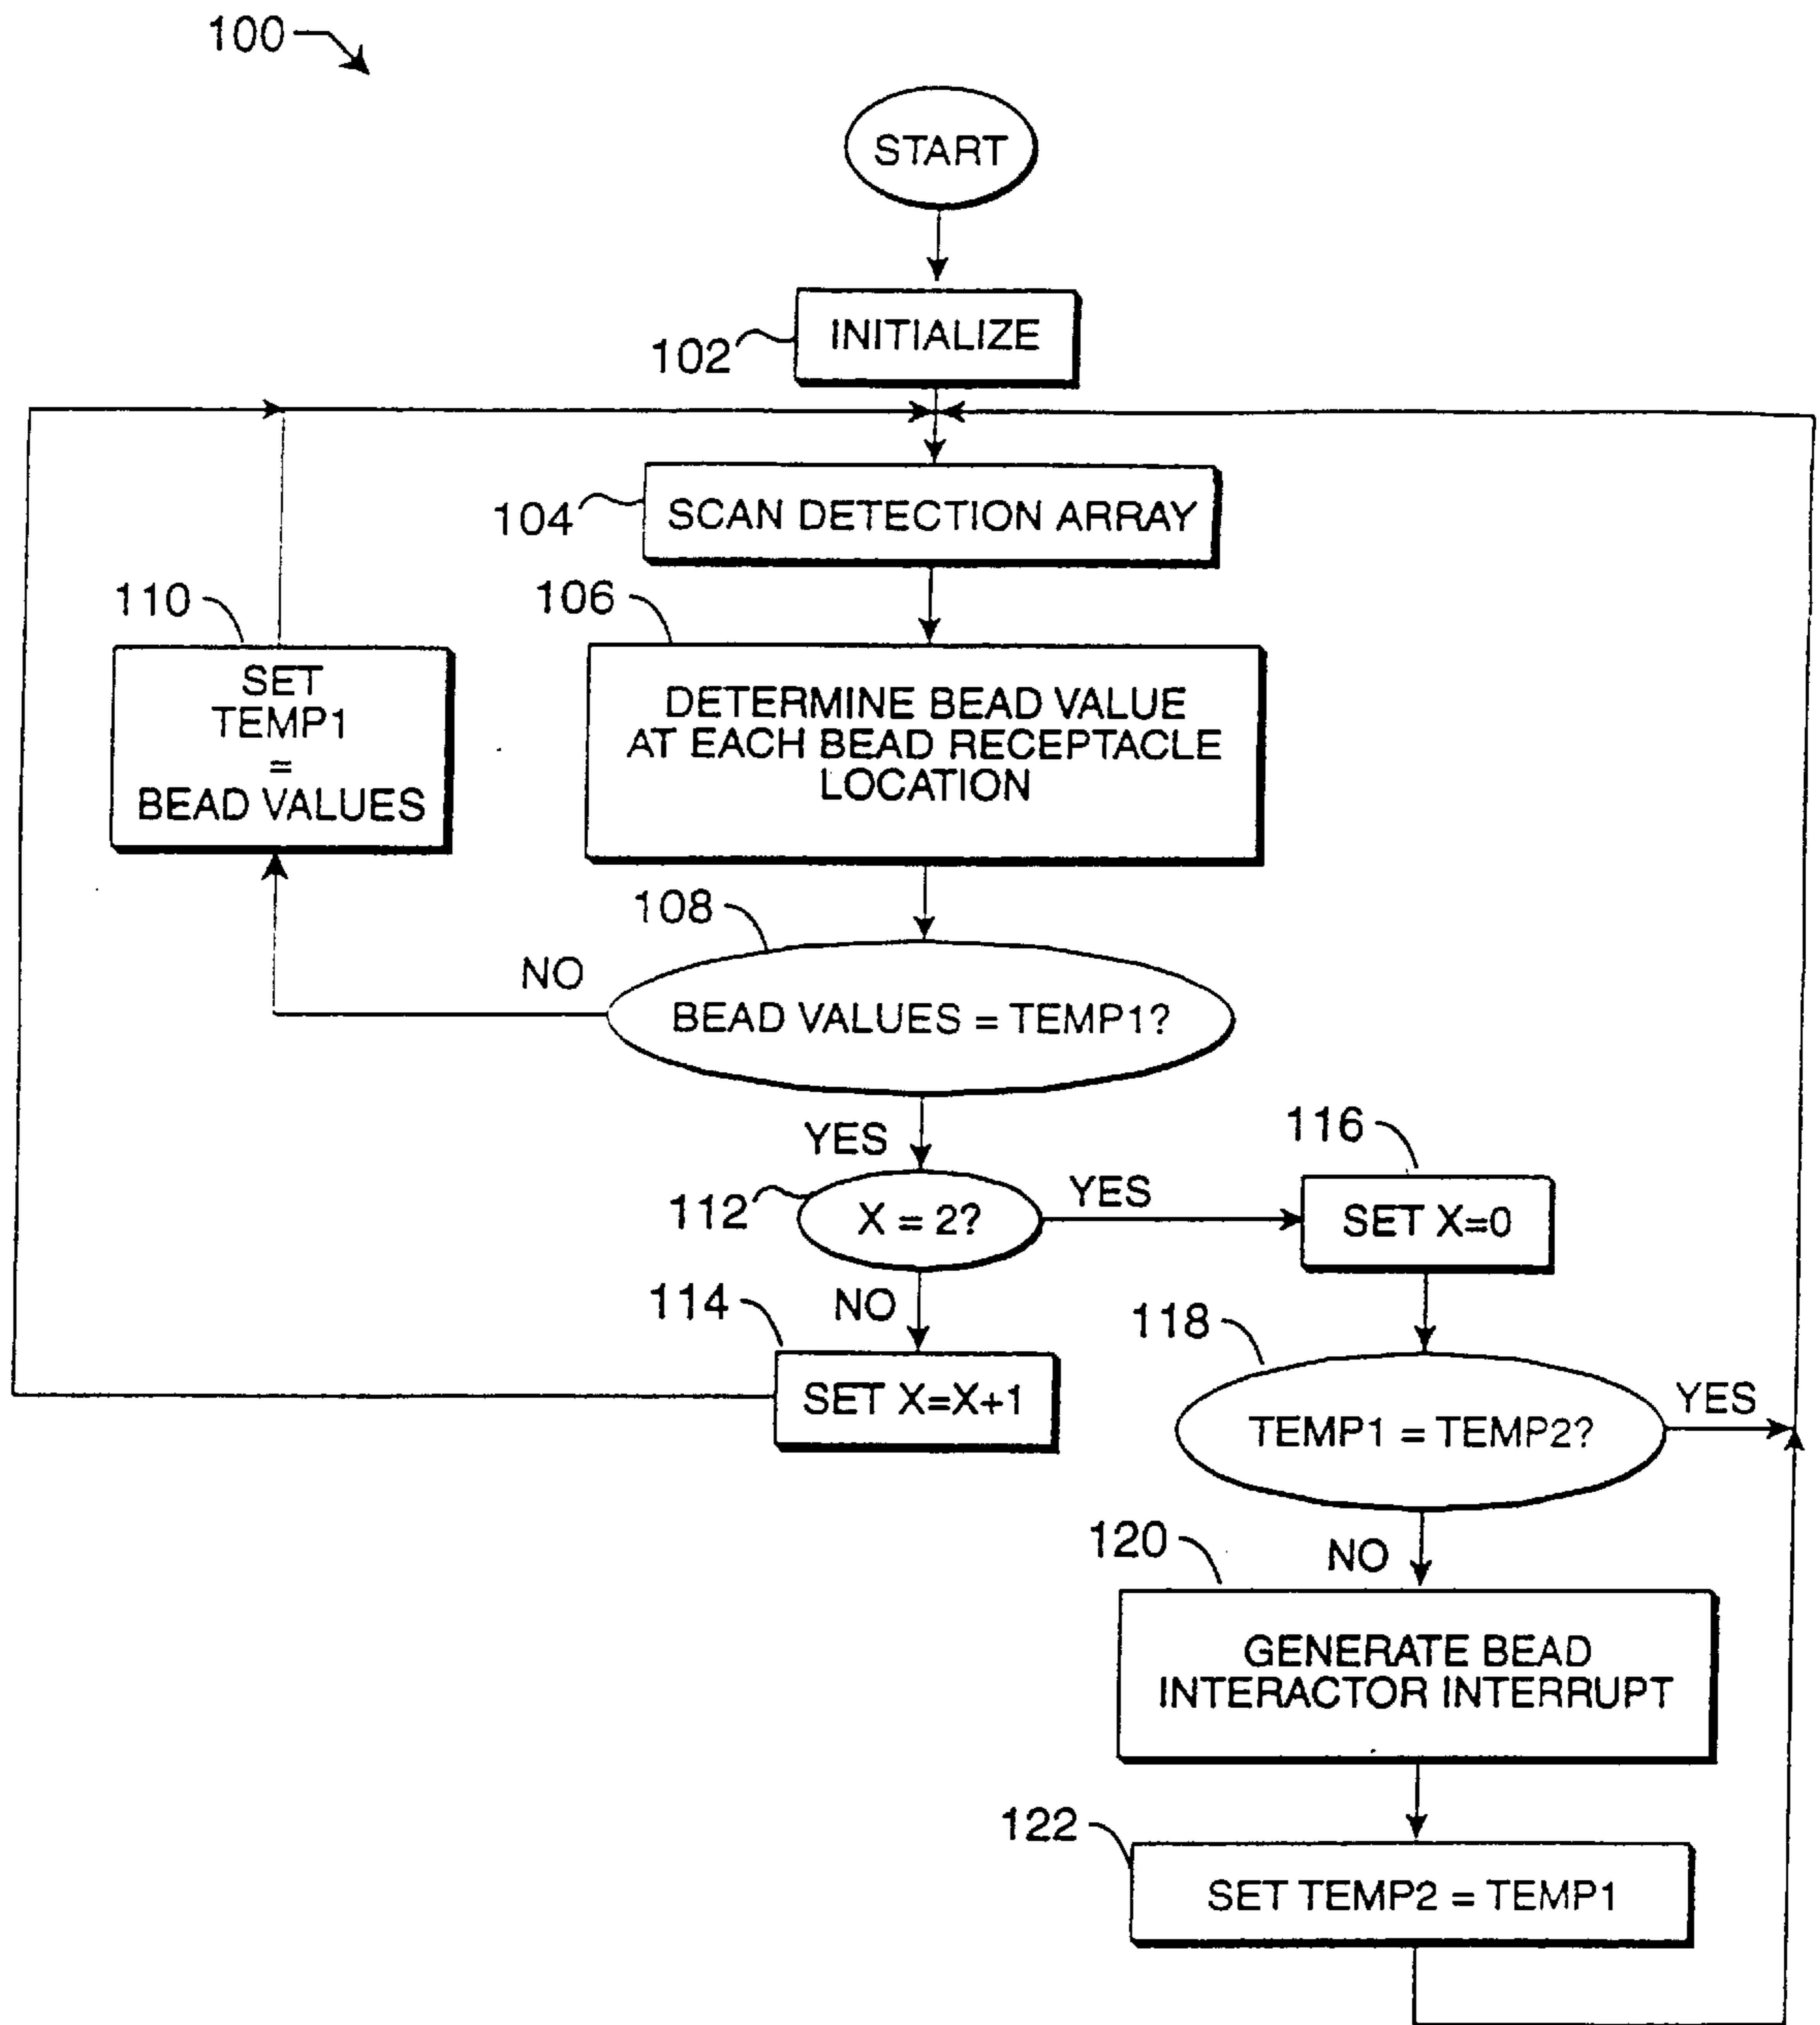 100
START
102
INITIALIZE
104
SCAN DETECTION ARRAY
106
DETERMINE BEAD VALUE
AT EACH BEAD RECEPTACLE
LOCATION
110
SET
TEMP1
=
BEAD VALUES
108
NO
BEAD VALUES = TEMP1?
YES
112
X = 2?
YES
116
SET X=0
NO
114
SET X=X+1
118
TEMP1 = TEMP2?
YES
NO
120
GENERATE BEAD
INTERACTOR INTERRUPT
122
SET TEMP2 = TEMP1